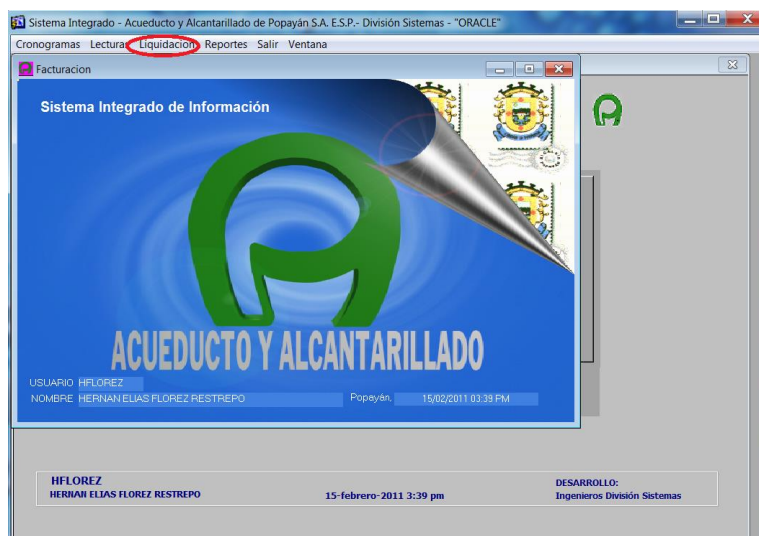 Sistema Integrado - Acueducto y Alcantarillado de Popayán S.A. E.S.P.- División Sistemas - "ORACLE"
Cronogramas Lecturas Liquidacion Reportes Salir Ventana
Facturacion
Sistema Integrado de Información
ACUEDUCTO Y ALCANTARILLADO
USUARIO HFLOREZ
NOMBRE HERNAN ELIAS FLOREZ RESTREPO Popayán, 15/02/2011 03:39 PM
HFLOREZ DESARROLLO:
HERNAN ELIAS FLOREZ RESTREPO 15-febrero-2011 3:39 pm Ingenieros División Sistemas